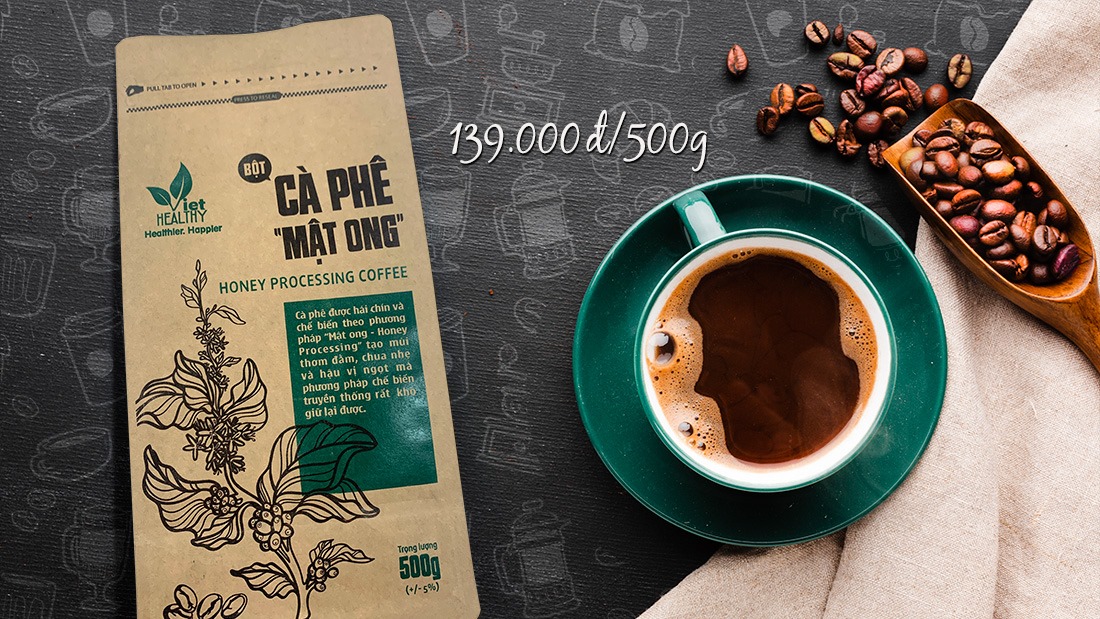 PULL TAB TO OPEN
PRESS TO RESEAL
139.000 đ/500g
BỘT
CÀ PHÊ
"MẬT ONG"
Viet
HEALTHY
Healthier. Happier
HONEY PROCESSING COFFEE
Cà phê được hái chín và
chế biến theo phương
pháp "Mật ong - Honey
Processing" tạo mùi
thơm đằm, chua nhẹ
và hậu vị ngọt mà
phương pháp chế biến
truyền thống rất khó
giữ lại được.
Trọng lượng
500g
(+/- 5%)